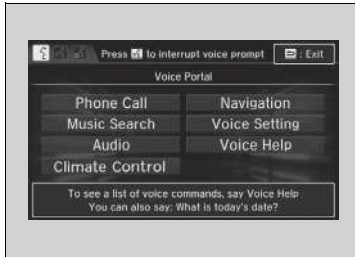 Press to interrupt voice prompt : Exit
Voice Portal
Phone Call Navigation
Music Search Voice Setting
Audio Voice Help
Climate Control
To see a list of voice commands, say Voice Help
You can also say: What is today's date?